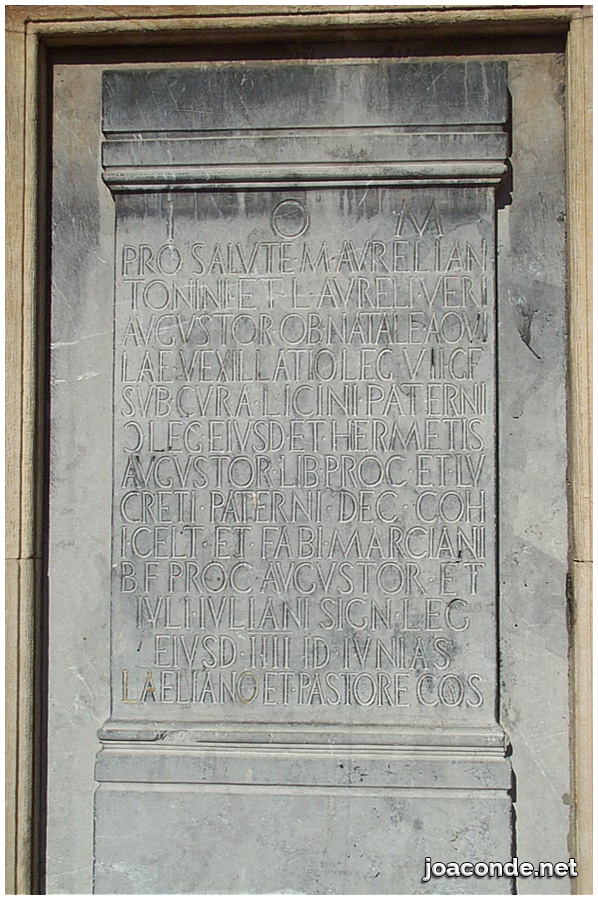 I O M
PRO SALVTE·M·AVRELI AN
TONINI·ET·L·AVRELI·VERI
AVGVSTOR·OB·NATALE·AQVI
LAE·VEXILLATIO·LEG·VII·G·F
SVB·CVRA·LICINI·PATERNI
Ɔ·LEG·EIVSD·ET·HERMETIS
AVGVSTOR·LIB·PROC·ET·LV
CRETI·PATERNI·DEC·COH
I·CELT·ET·FABI·MARCIANI
B·F·PROC·AVGVSTOR·ET
IVLI·IVLIANI SIGN·LEG
EIVSD·IIII ID·IVNIAS
LAELIANO·ET·PASTORE COS
joaconde.net